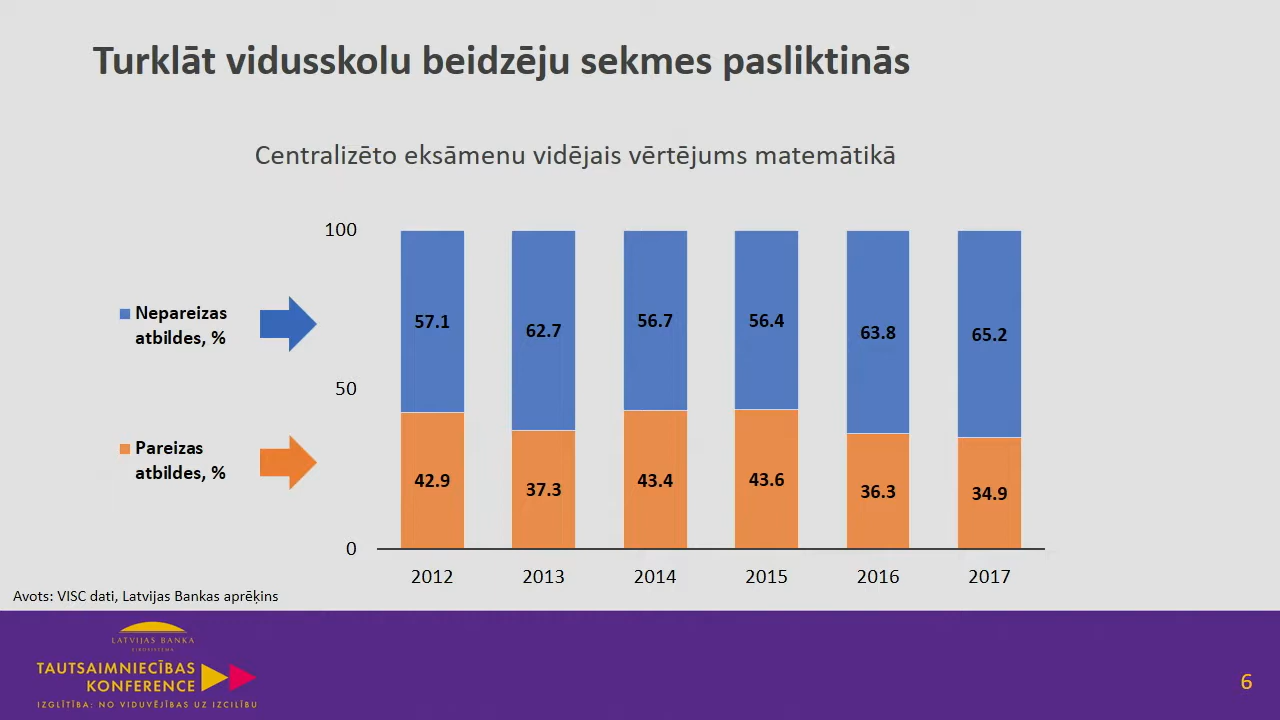 Turklāt vidusskolu beidzēju sekmes pasliktinās
Centralizēto eksāmenu vidējais vērtējums matemātikā
100
50
0
Nepareizas
atbildes, %
Pareizas
atbildes, %
57.1 62.7 56.7 56.4 63.8 65.2
42.9 37.3 43.4 43.6 36.3 34.9
2012 2013 2014 2015 2016 2017
Avots: VISC dati, Latvijas Bankas aprēķins
LATVIJAS BANKA
EIROSISTĒMA
TAUTSAIMNIECĪBAS
KONFERENCE
IZGLĪTĪBA: NO VIDUVĒJĪBAS UZ IZCILĪBU
6